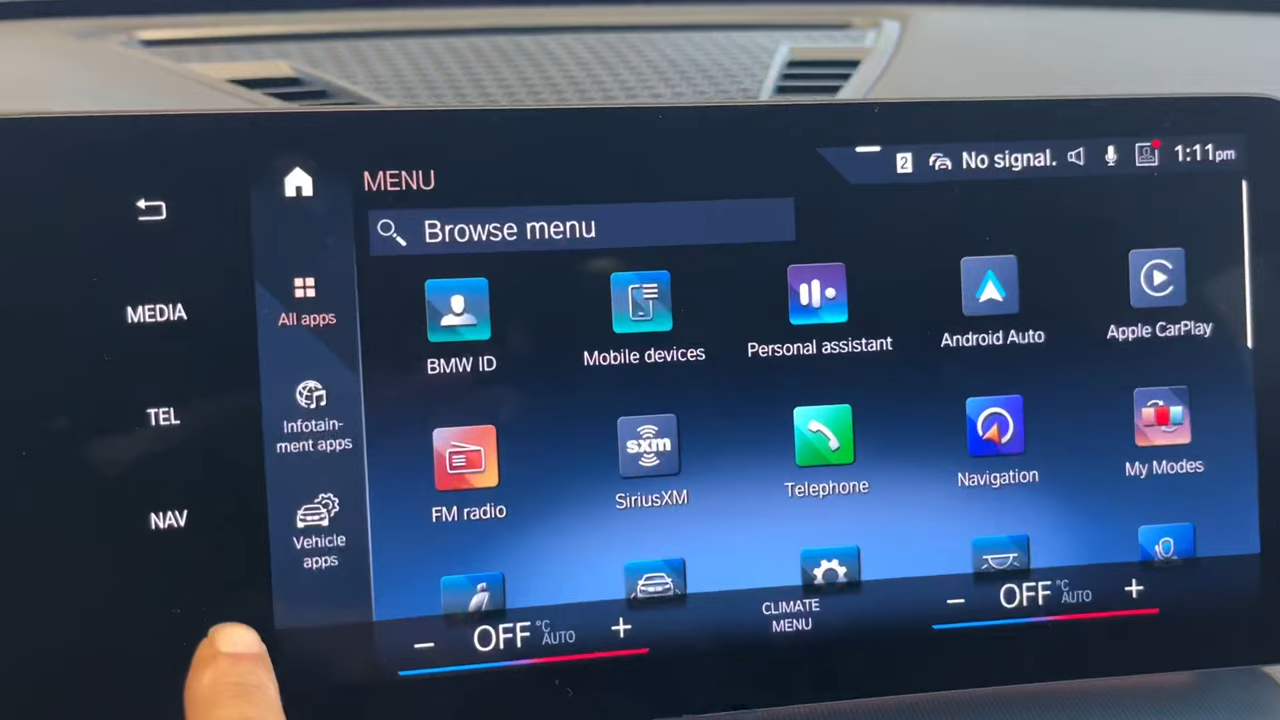 MENU
2 No signal. 1:11pm
Browse menu
MEDIA
TEL
NAV
All apps
Infotain-
ment apps
Vehicle
apps
BMW ID
Mobile devices
Personal assistant
Android Auto
Apple CarPlay
FM radio
sxm
SiriusXM
Telephone
Navigation
My Modes
− OFF °C AUTO +
CLIMATE
MENU
− OFF °C AUTO +